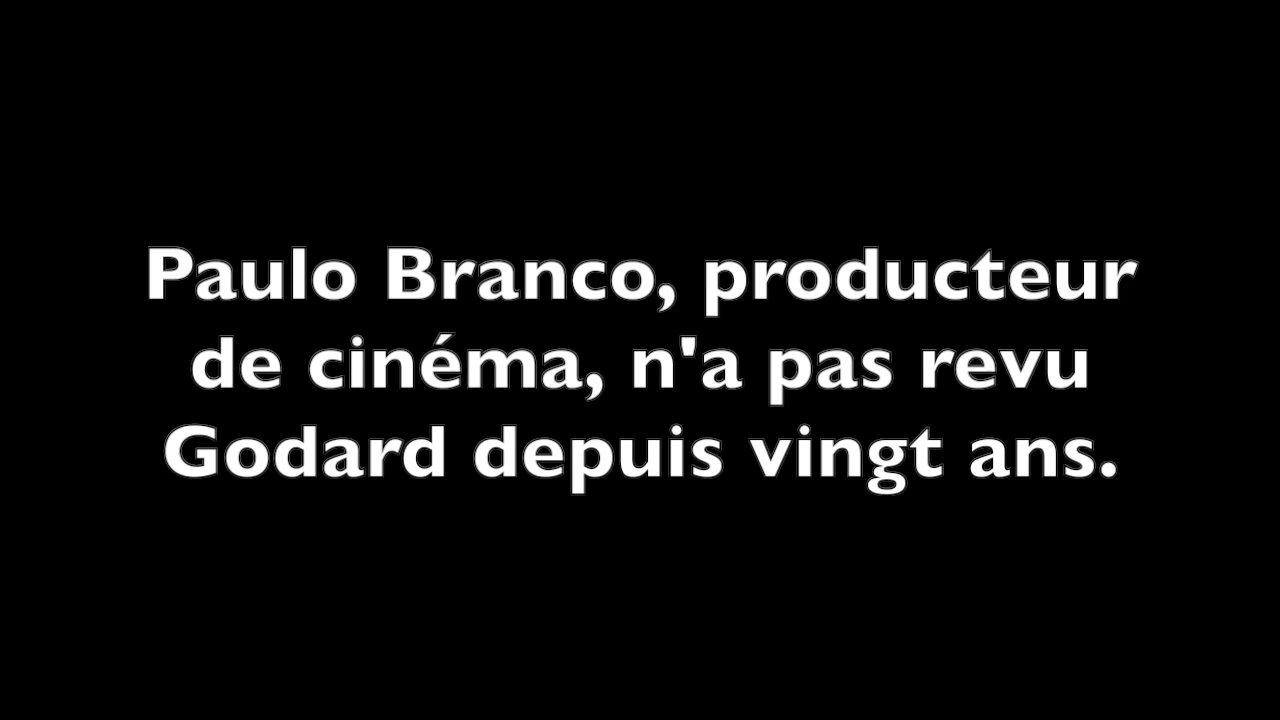 Paulo Branco, producteur
de cinéma, n'a pas revu
Godard depuis vingt ans.